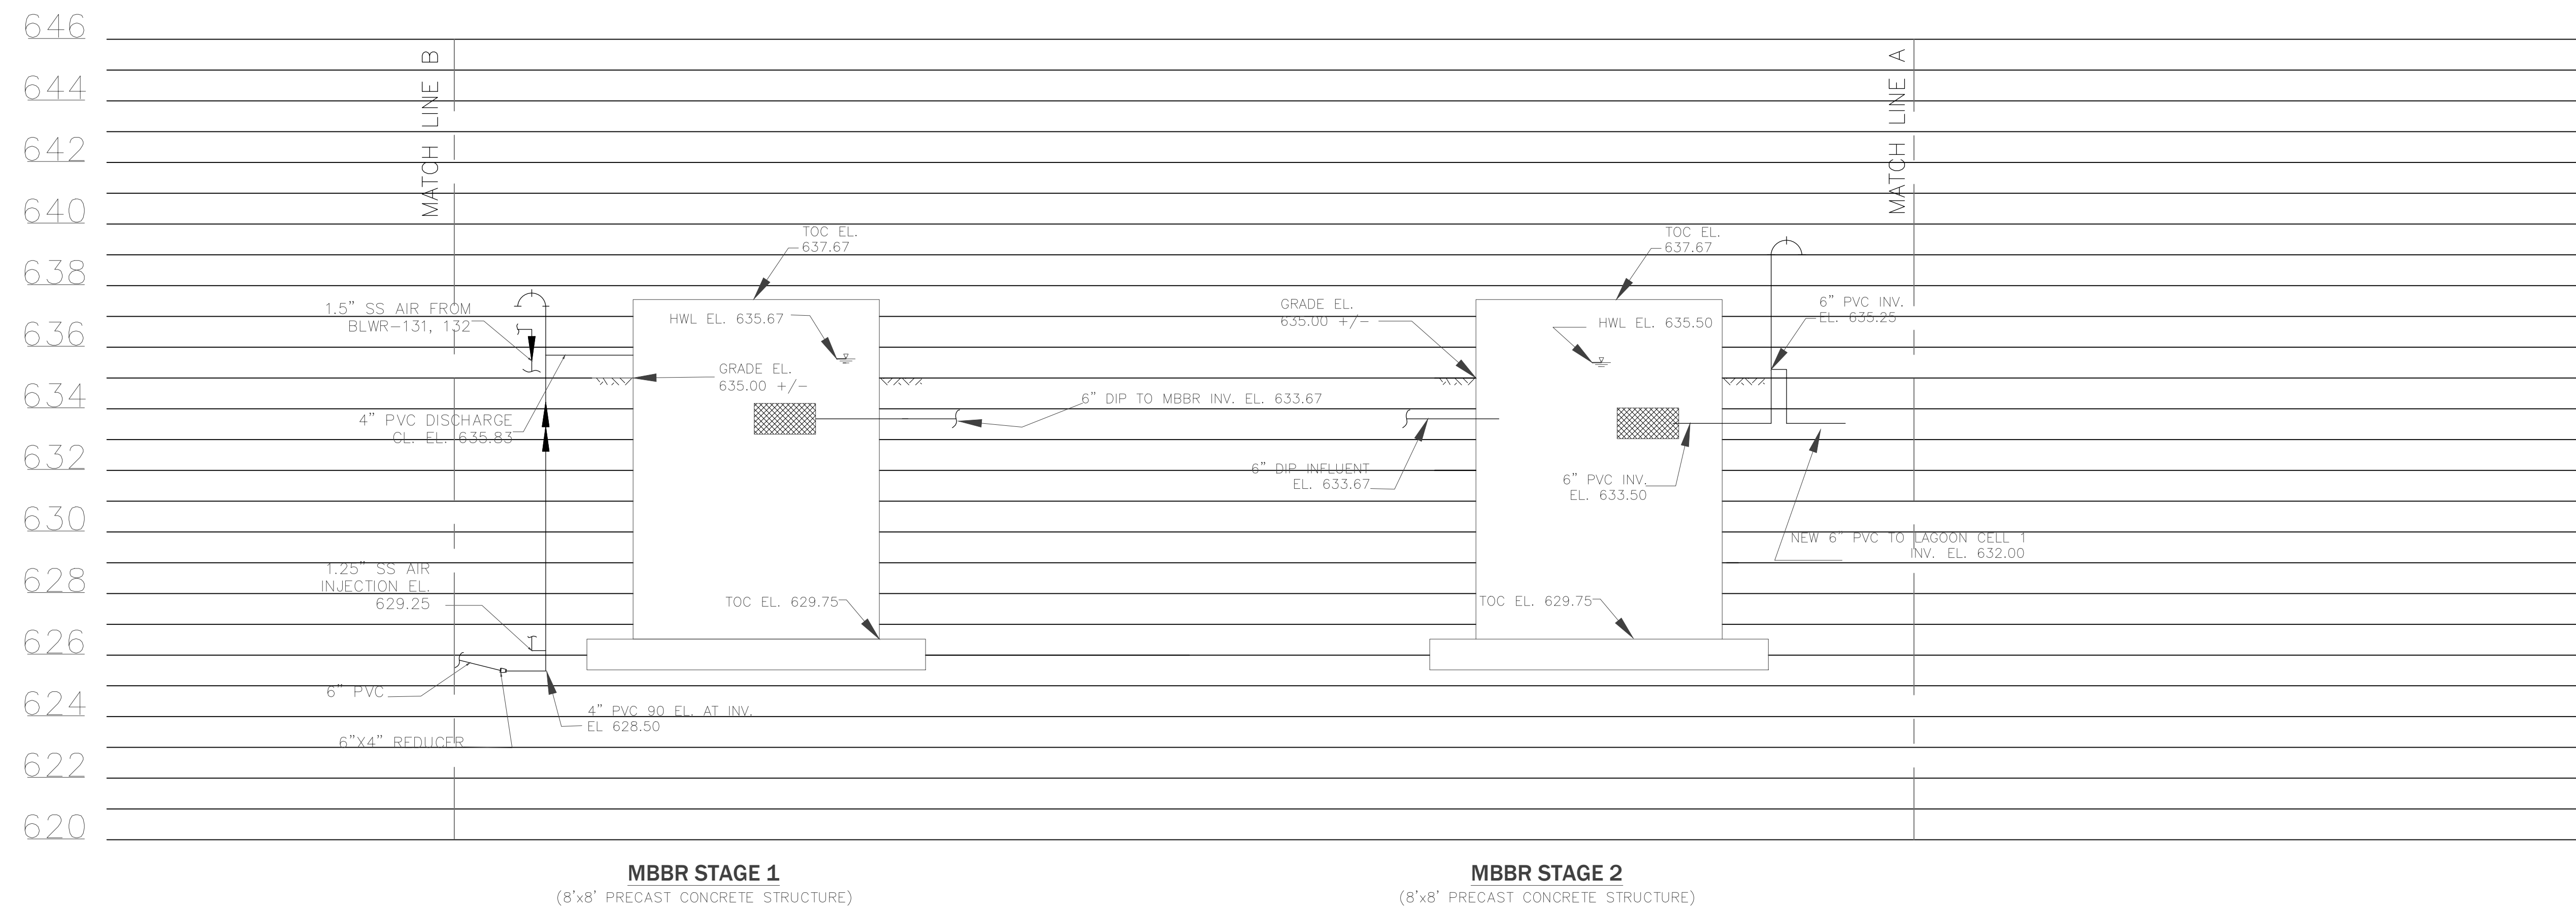 646
644
642
640
638
636
634
632
630
628
626
624
622
620
MATCH LINE B
1.5" SS AIR FROM
BLWR-131, 132
4" PVC DISCHARGE
CL. EL. 635.83
1.25" SS AIR
INJECTION EL.
629.25
6" PVC
6"X4" REDUCER
4" PVC 90 EL. AT INV.
EL 628.50
TOC EL.
637.67
HWL EL. 635.67
GRADE EL.
635.00 +/-
TOC EL. 629.75
6" DIP TO MBBR INV. EL. 633.67
GRADE EL.
635.00 +/-
6" DIP INFLUENT
EL. 633.67
TOC EL.
637.67
HWL EL. 635.50
6" PVC INV.
EL. 633.50
TOC EL. 629.75
6" PVC INV.
EL. 635.25
NEW 6" PVC TO LAGOON CELL 1
INV. EL. 632.00
MATCH LINE A
MBBR STAGE 1
(8'x8' PRECAST CONCRETE STRUCTURE)
MBBR STAGE 2
(8'x8' PRECAST CONCRETE STRUCTURE)